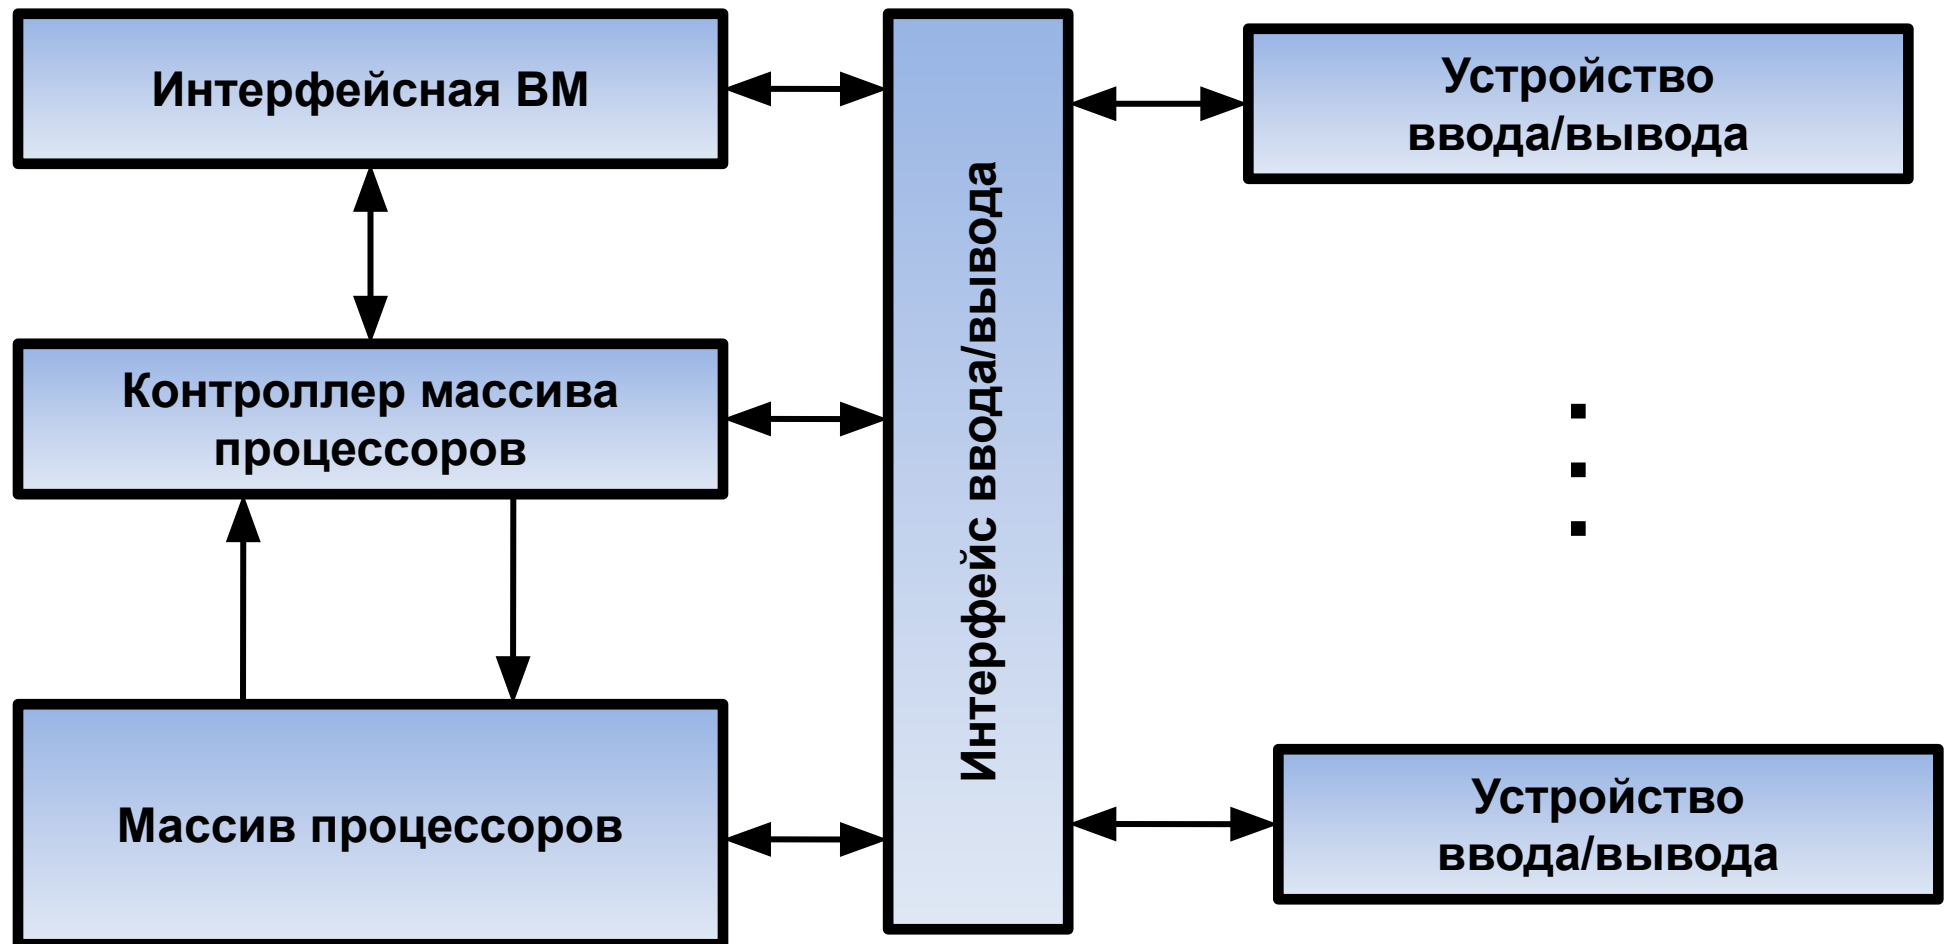 Интерфейсная ВМ
Контроллер массива
процессоров
Массив процессоров
Интерфейс ввода/вывода
Устройство
ввода/вывода
Устройство
ввода/вывода